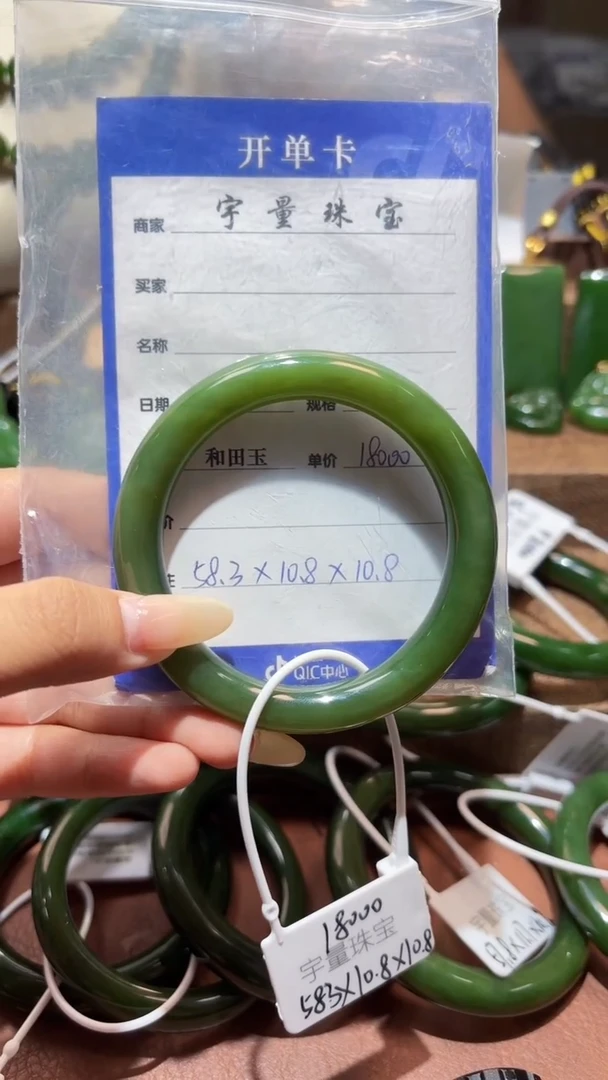 开单卡
商家 宇量珠宝
买家
名称
日期 规格
和田玉 单价 18000
价
58.3×10.8×10.8
QIC中心
18000
宇量珠宝
583×10.8×10.8